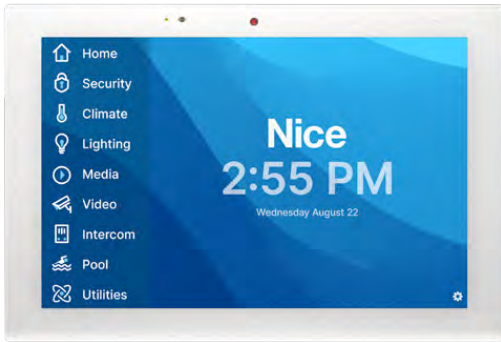 Home
Security
Climate
Lighting
Media
Video
Intercom
Pool
Utilities
Nice
2:55 PM
Wednesday August 22